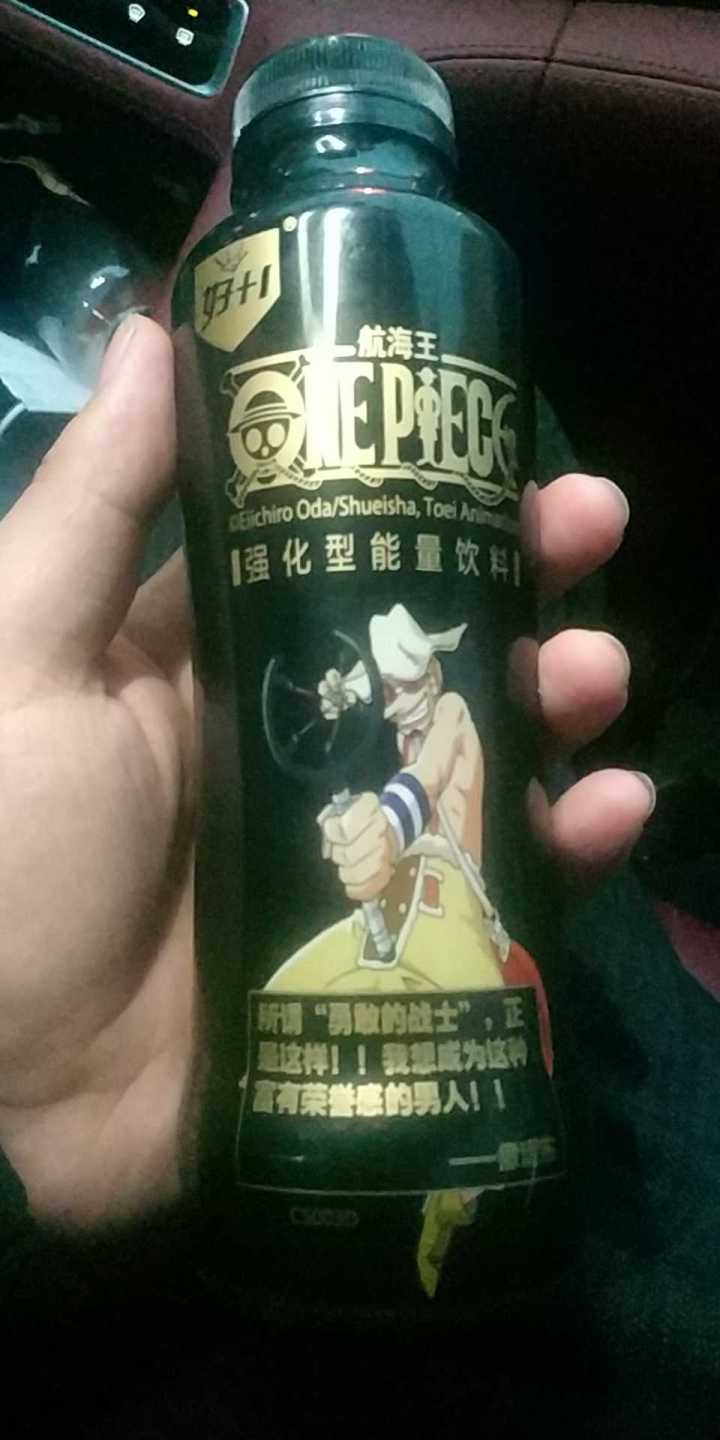 好+1
®
航海王
ONE PIECE
©Eiichiro Oda/Shueisha, Toei Animation
强化型能量饮料
所谓“勇敢的战士”，正
是这样！！我想成为这种
富有荣誉感的男人！！